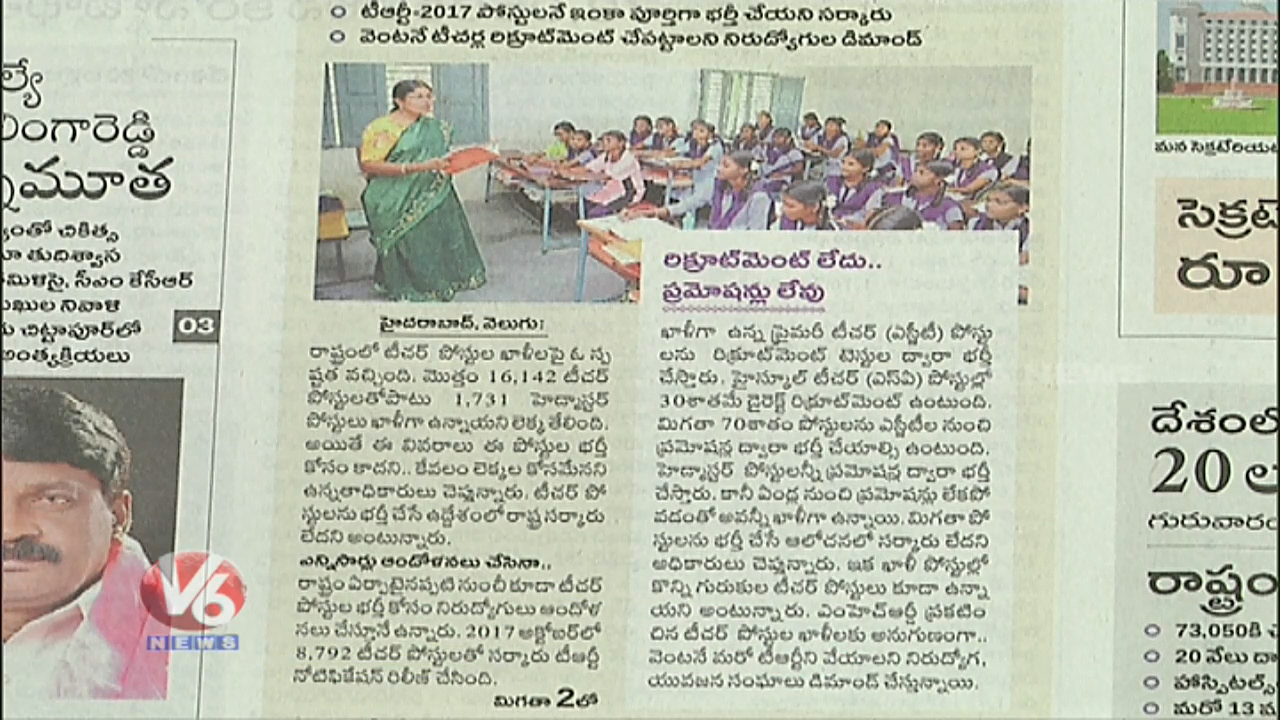 టీఆర్టీ-2017 పోస్టులనే ఇంకా పూర్తిగా భర్తీ చేయని సర్కారు
వెంటనే టీచర్ల రిక్రూట్‌మెంట్ చేపట్టాలని నిరుద్యోగుల డిమాండ్
హైదరాబాద్, వెలుగు:
రాష్ట్రంలో టీచర్ పోస్టుల ఖాళీలపై ఓ స్ప
ష్టత వచ్చింది. మొత్తం 16,142 టీచర్
పోస్టులతోపాటు 1,731 హెడ్మాస్టర్
పోస్టులు ఖాళీగా ఉన్నాయని లెక్క తేలింది.
అయితే ఈ వివరాలు ఈ పోస్టుల భర్తీ
కోసం కాదని.. కేవలం లెక్కల కోసమేనని
ఉన్నతాధికారులు చెప్తున్నారు. టీచర్ పో
స్టులను భర్తీ చేసే ఉద్దేశంలో రాష్ట్ర సర్కారు
లేదని అంటున్నారు.
ఎన్నిసార్లు ఆందోళనలు చేసినా..
రాష్ట్రం ఏర్పాటైనప్పటి నుంచీ కూడా టీచర్
పోస్టుల భర్తీ కోసం నిరుద్యోగులు ఆందోళ
నలు చేస్తూనే ఉన్నారు. 2017 అక్టోబర్‌లో
8,792 టీచర్ పోస్టులతో సర్కారు టీఆర్టీ
నోటిఫికేషన్ రిలీజ్ చేసింది.
మిగతా 2లో
రిక్రూట్‌మెంట్ లేదు..
ప్రమోషన్లు లేవు
ఖాళీగా ఉన్న ప్రైమరీ టీచర్ (ఎస్జీటీ) పోస్టు
లను రిక్రూట్‌మెంట్ టెస్టుల ద్వారా భర్తీ
చేస్తారు. హైస్కూల్ టీచర్ (ఎస్ఏ) పోస్టుల్లో
30శాతమే డైరెక్ట్ రిక్రూట్‌మెంట్ ఉంటుంది.
మిగతా 70శాతం పోస్టులను ఎస్జీటీల నుంచి
ప్రమోషన్ల ద్వారా భర్తీ చేయాల్సి ఉంటుంది.
హెడ్మాస్టర్ పోస్టులన్నీ ప్రమోషన్ల ద్వారా భర్తీ
చేస్తారు. కానీ ఏండ్ల నుంచి ప్రమోషన్లు లేకపో
వడంతో అవన్నీ ఖాళీగా ఉన్నాయి. మిగతా పో
స్టులను భర్తీ చేసే ఆలోచనలో సర్కారు లేదని
అధికారులు చెప్తున్నారు. ఇక ఖాళీ పోస్టుల్లో
కొన్ని గురుకుల టీచర్ పోస్టులు కూడా ఉన్నా
యని అంటున్నారు. ఎంహెచ్ఆర్డీ ప్రకటిం
చిన టీచర్ పోస్టుల ఖాళీలకు అనుగుణంగా..
వెంటనే మరో టీఆర్టీని వేయాలని నిరుద్యోగ,
యువజన సంఘాలు డిమాండ్ చేస్తున్నాయి.
ల్యే
లింగారెడ్డి
న్నుమూత
చికిత్స
తుదిశ్వాస
సీఎం కేసీఆర్
నివాళి
చిట్టాపూర్‌లో
అంత్యక్రియలు
03
V6
NEWS
మన సెక్రటేరియట్
సెక్రట
రూ
దేశంలో
20 ల
గురువారం
రాష్ట్రం
73,050కి
20 వేలు దా
హాస్పిటల్స్
మరో 13 మ